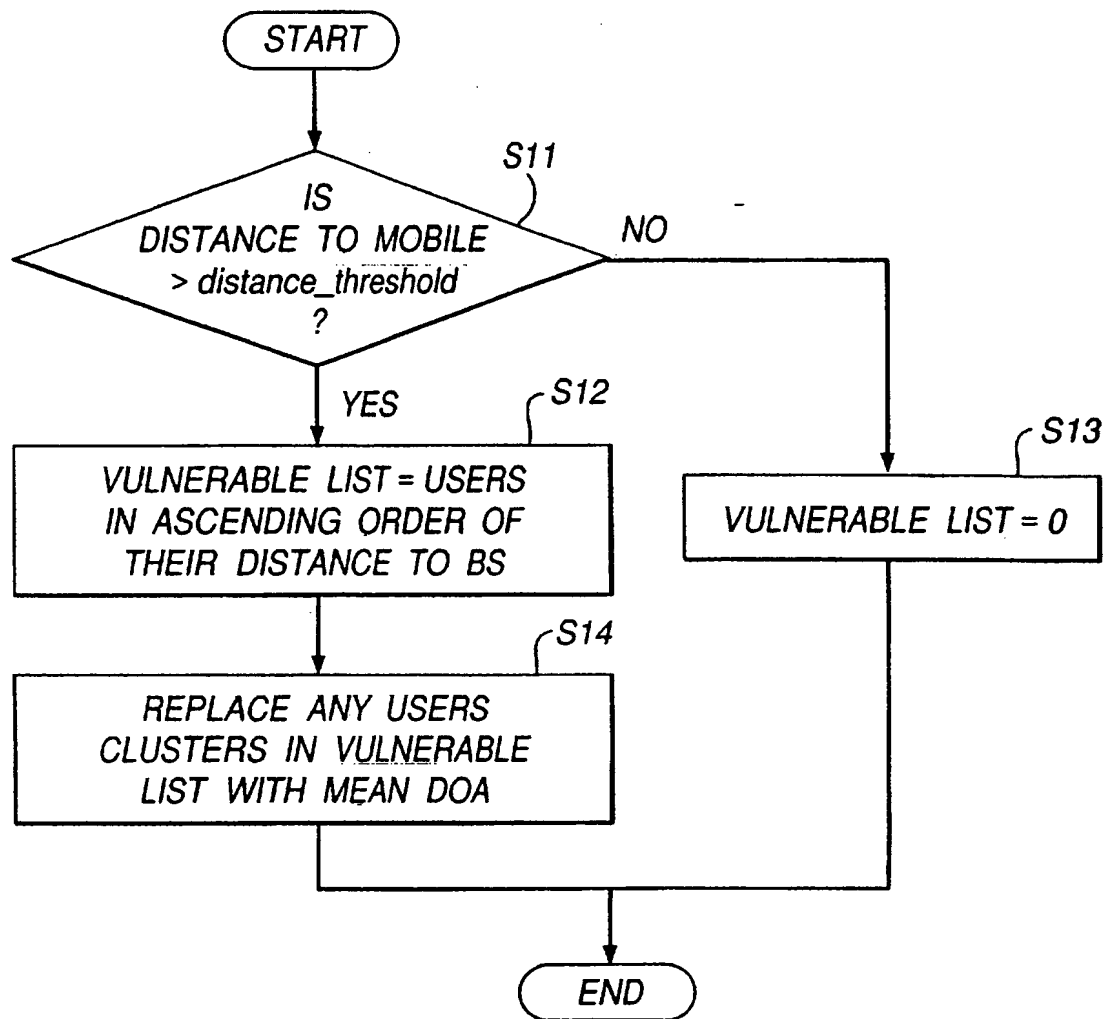 START
S11
IS
DISTANCE TO MOBILE
> distance_threshold
?
NO
YES
S12
VULNERABLE LIST = USERS
IN ASCENDING ORDER OF
THEIR DISTANCE TO BS
S13
VULNERABLE LIST = 0
S14
REPLACE ANY USERS
CLUSTERS IN VULNERABLE
LIST WITH MEAN DOA
END